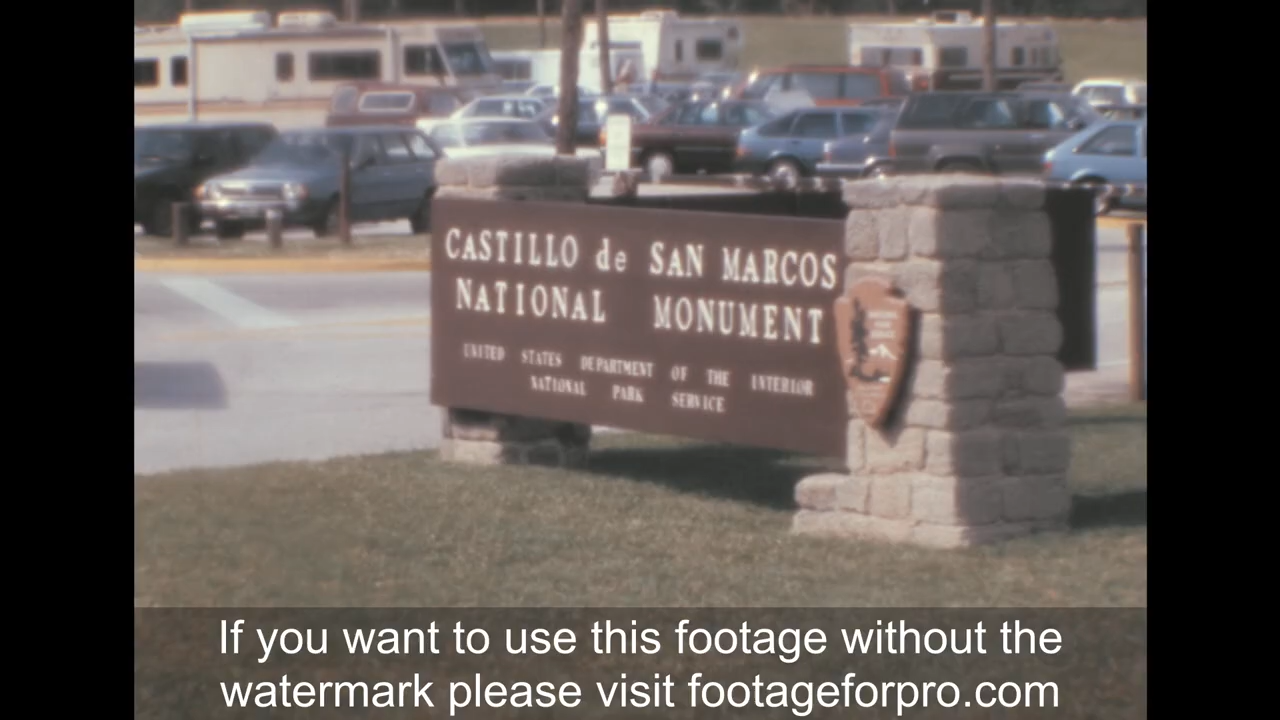 CASTILLO de SAN MARCOS
NATIONAL MONUMENT
UNITED STATES DEPARTMENT OF THE INTERIOR
NATIONAL PARK SERVICE
If you want to use this footage without the
watermark please visit footageforpro.com